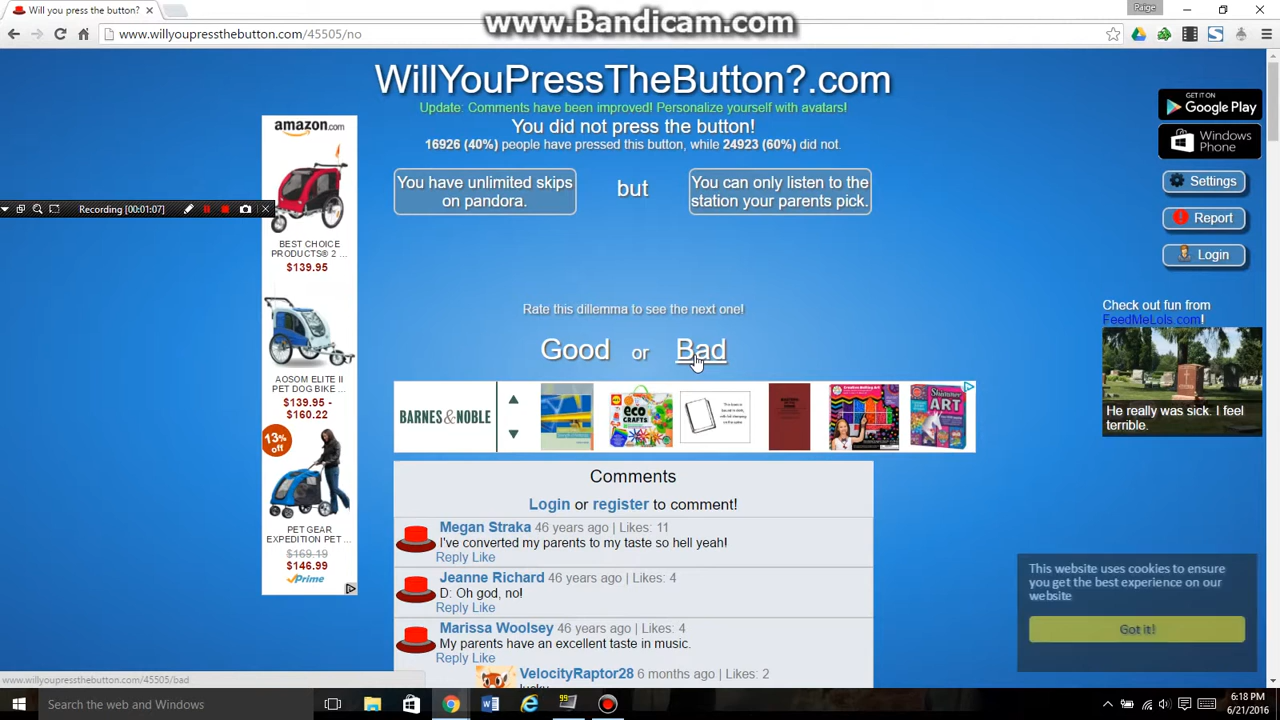 Will you press the button?
www.Bandicam.com
Paige
www.willyoupressthebutton.com/45505/no
WillYouPressTheButton?.com
Update: Comments have been improved! Personalize yourself with avatars!
You did not press the button!
16926 (40%) people have pressed this button, while 24923 (60%) did not.
You have unlimited skips
on pandora.
but
You can only listen to the
station your parents pick.
GET IT ON
Google Play
Windows
Phone
Settings
Report
Login
Recording [00:01:07]
amazon.com
BEST CHOICE
PRODUCTS® 2 ...
$139.95
AOSOM ELITE II
PET DOG BIKE ...
$139.95 -
$160.22
13%
off
PET GEAR
EXPEDITION PET ...
$169.19
$146.99
Prime
Rate this dilemma to see the next one!
Good or Bad
Check out fun from
FeedMeLols.com!
He really was sick. I feel
terrible.
BARNES&NOBLE
eco
CRAFTS
ART
Comments
Login or register to comment!
Megan Straka 46 years ago | Likes: 11
I've converted my parents to my taste so hell yeah!
Reply Like
Jeanne Richard 46 years ago | Likes: 4
D: Oh god, no!
Reply Like
Marissa Woolsey 46 years ago | Likes: 4
My parents have an excellent taste in music.
Reply Like
VelocityRaptor28 6 months ago | Likes: 2
lucky
This website uses cookies to ensure
you get the best experience on our
website
Got it!
www.willyoupressthebutton.com/45505/bad
Search the web and Windows
6:18 PM
6/21/2016